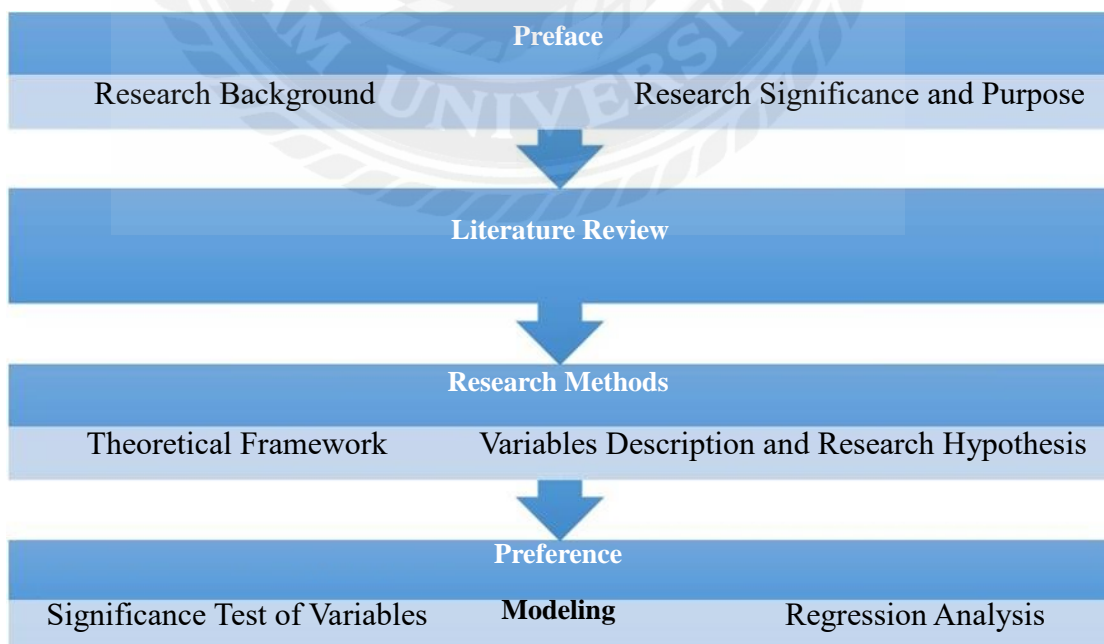 Preface
Research Background Research Significance and Purpose
UNIVERS
Literature Review
Research Methods
Theoretical Framework Variables Description and Research Hypothesis
Preference
Modeling
Significance Test of Variables Regression Analysis